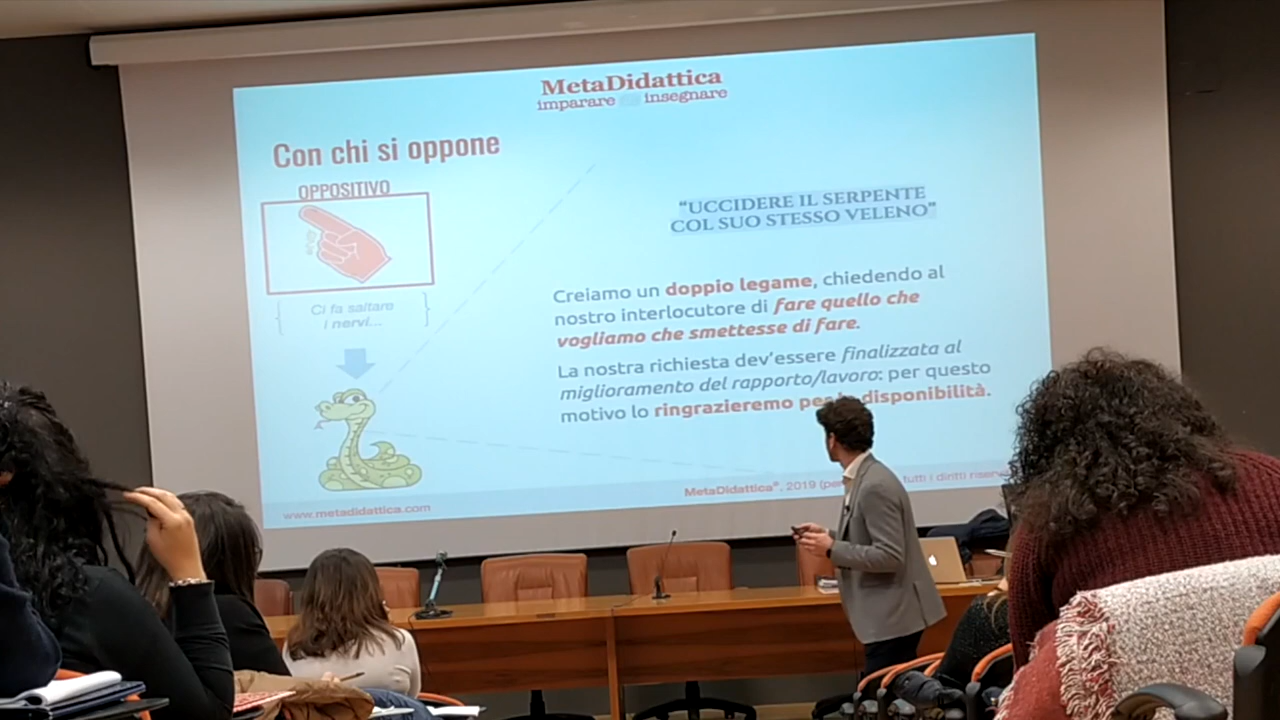 MetaDidattica
imparare insegnare
Con chi si oppone
OPPOSITIVO
Ci fa saltare
i nervi...
"UCCIDERE IL SERPENTE
COL SUO STESSO VELENO"
Creiamo un doppio legame, chiedendo al
nostro interlocutore di fare quello che
vogliamo che smettesse di fare.
La nostra richiesta dev'essere finalizzata al
miglioramento del rapporto/lavoro: per questo
motivo lo ringrazieremo per disponibilità.
MetaDidattica®, 2019 tutti i diritti
www.metadidattica.com